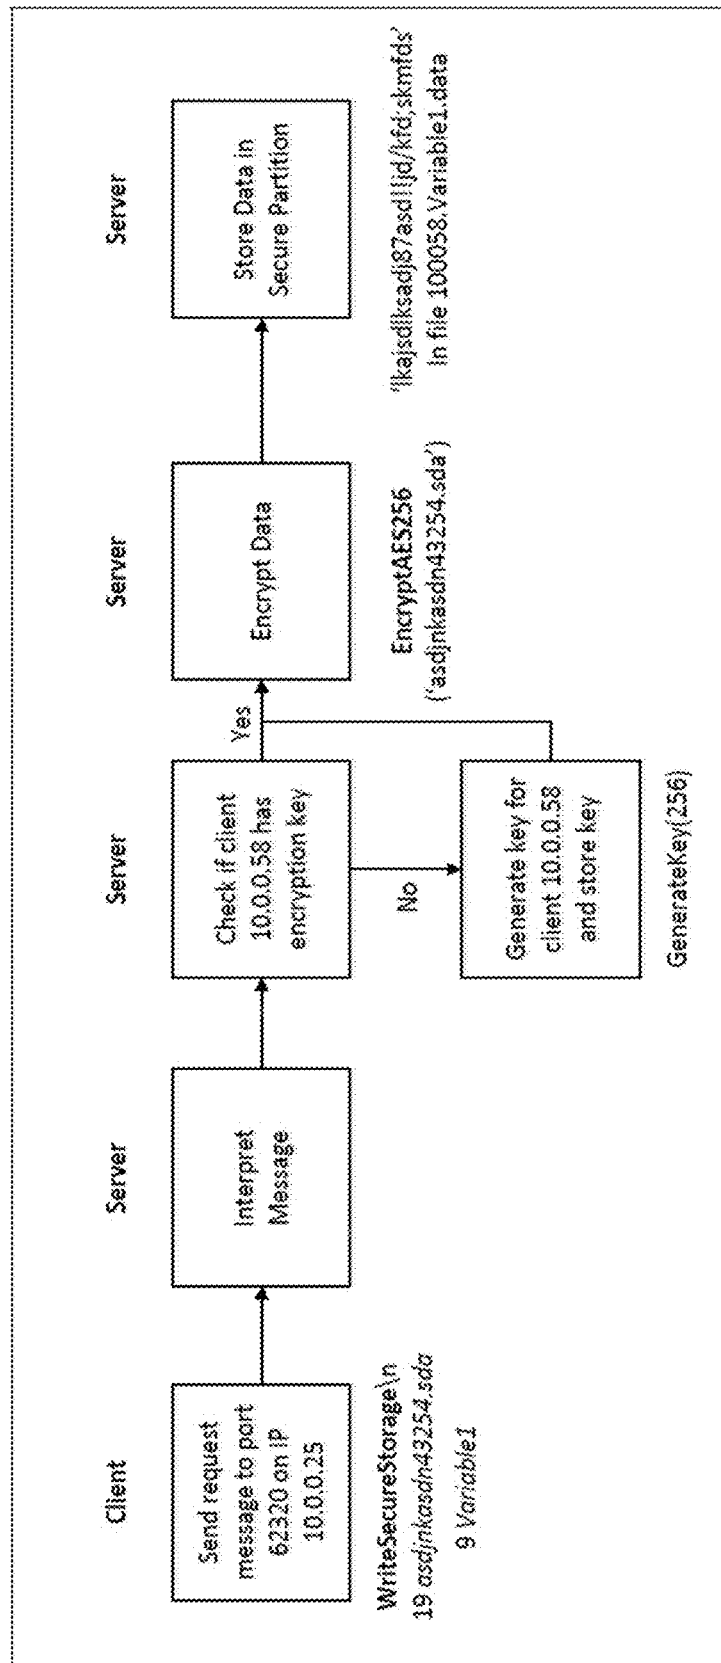 Client
Send request
message to port
62320 on IP
10.0.0.25
WriteSecureStorage\n
19 asdjnkasdn43254.sda
9 Variable1
Server
Interpret
Message
Server
Check if client
10.0.0.58 has
encryption key
Yes
No
Generate key for
client 10.0.0.58
and store key
GenerateKey(256)
Server
Encrypt Data
EncryptAES256
('asdjnkasdn43254.sda')
Server
Store Data in
Secure Partition
In file 100058.Variable1.data